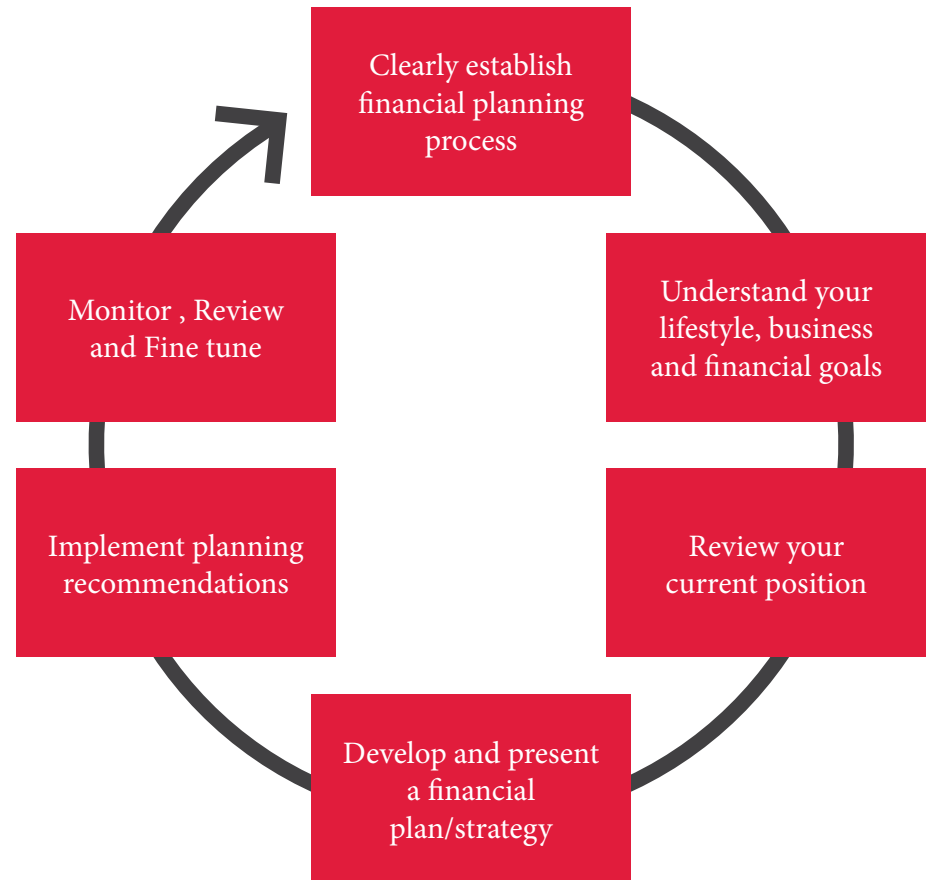 Clearly establish
financial planning
process
Understand your
lifestyle, business
and financial goals
Review your
current position
Develop and present
a financial
plan/strategy
Implement planning
recommendations
Monitor , Review
and Fine tune